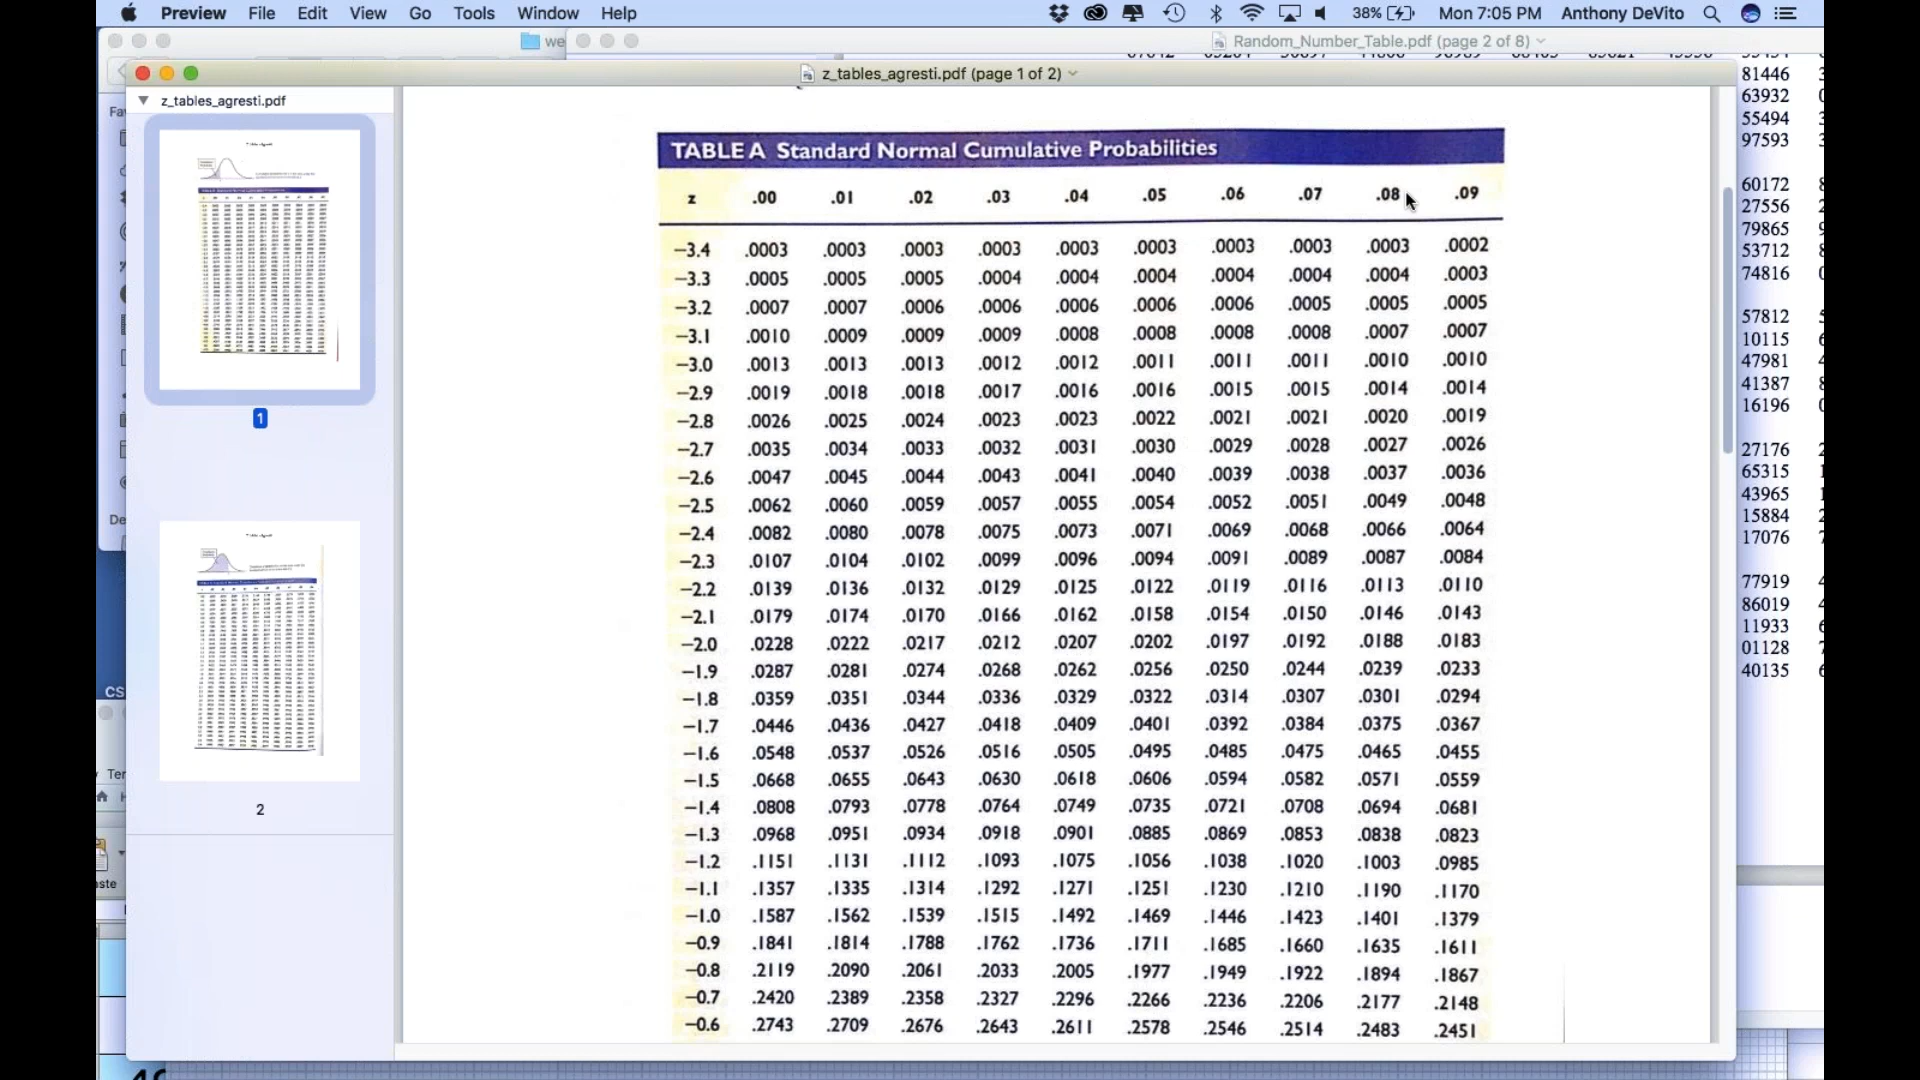 Preview File Edit View Go Tools Window Help 38% Mon 7:05 PM Anthony DeVito
we Random_Number_Table.pdf (page 2 of 8)
z_tables_agresti.pdf (page 1 of 2)
z_tables_agresti.pdf
1
2
TABLE A Standard Normal Cumulative Probabilities
z .00 .01 .02 .03 .04 .05 .06 .07 .08 .09
−3.4 .0003 .0003 .0003 .0003 .0003 .0003 .0003 .0003 .0003 .0002
−3.3 .0005 .0005 .0005 .0004 .0004 .0004 .0004 .0004 .0004 .0003
−3.2 .0007 .0007 .0006 .0006 .0006 .0006 .0006 .0005 .0005 .0005
−3.1 .0010 .0009 .0009 .0009 .0008 .0008 .0008 .0008 .0007 .0007
−3.0 .0013 .0013 .0013 .0012 .0012 .0011 .0011 .0011 .0010 .0010
−2.9 .0019 .0018 .0018 .0017 .0016 .0016 .0015 .0015 .0014 .0014
−2.8 .0026 .0025 .0024 .0023 .0023 .0022 .0021 .0021 .0020 .0019
−2.7 .0035 .0034 .0033 .0032 .0031 .0030 .0029 .0028 .0027 .0026
−2.6 .0047 .0045 .0044 .0043 .0041 .0040 .0039 .0038 .0037 .0036
−2.5 .0062 .0060 .0059 .0057 .0055 .0054 .0052 .0051 .0049 .0048
−2.4 .0082 .0080 .0078 .0075 .0073 .0071 .0069 .0068 .0066 .0064
−2.3 .0107 .0104 .0102 .0099 .0096 .0094 .0091 .0089 .0087 .0084
−2.2 .0139 .0136 .0132 .0129 .0125 .0122 .0119 .0116 .0113 .0110
−2.1 .0179 .0174 .0170 .0166 .0162 .0158 .0154 .0150 .0146 .0143
−2.0 .0228 .0222 .0217 .0212 .0207 .0202 .0197 .0192 .0188 .0183
−1.9 .0287 .0281 .0274 .0268 .0262 .0256 .0250 .0244 .0239 .0233
−1.8 .0359 .0351 .0344 .0336 .0329 .0322 .0314 .0307 .0301 .0294
−1.7 .0446 .0436 .0427 .0418 .0409 .0401 .0392 .0384 .0375 .0367
−1.6 .0548 .0537 .0526 .0516 .0505 .0495 .0485 .0475 .0465 .0455
−1.5 .0668 .0655 .0643 .0630 .0618 .0606 .0594 .0582 .0571 .0559
−1.4 .0808 .0793 .0778 .0764 .0749 .0735 .0721 .0708 .0694 .0681
−1.3 .0968 .0951 .0934 .0918 .0901 .0885 .0869 .0853 .0838 .0823
−1.2 .1151 .1131 .1112 .1093 .1075 .1056 .1038 .1020 .1003 .0985
−1.1 .1357 .1335 .1314 .1292 .1271 .1251 .1230 .1210 .1190 .1170
−1.0 .1587 .1562 .1539 .1515 .1492 .1469 .1446 .1423 .1401 .1379
−0.9 .1841 .1814 .1788 .1762 .1736 .1711 .1685 .1660 .1635 .1611
−0.8 .2119 .2090 .2061 .2033 .2005 .1977 .1949 .1922 .1894 .1867
−0.7 .2420 .2389 .2358 .2327 .2296 .2266 .2236 .2206 .2177 .2148
−0.6 .2743 .2709 .2676 .2643 .2611 .2578 .2546 .2514 .2483 .2451
81446
63932
55494
97593
60172
27556
79865
53712
74816
57812
10115
47981
41387
16196
27176
65315
43965
15884
17076
77919
86019
11933
01128
40135
Fav
De
CS
Ter
ste